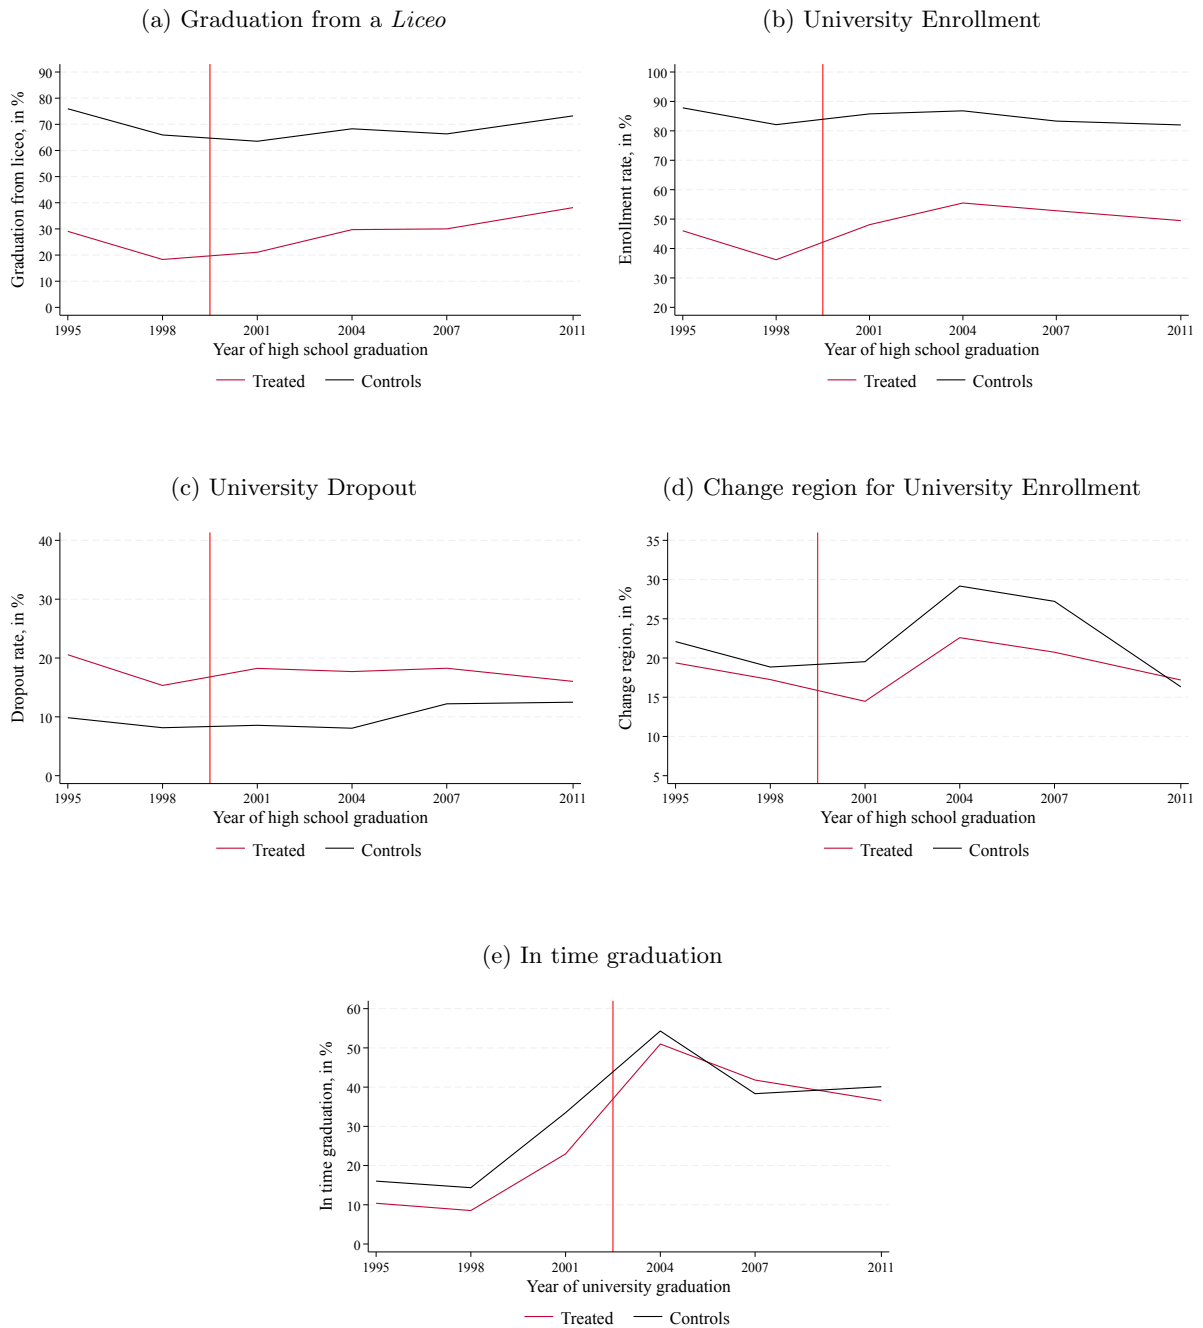 (a) Graduation from a Liceo
Graduation from liceo, in %
90
80
70
60
50
40
30
20
10
0
1995 1998 2001 2004 2007 2011
Year of high school graduation
Treated Controls
(b) University Enrollment
Enrollment rate, in %
100
90
80
70
60
50
40
30
20
1995 1998 2001 2004 2007 2011
Year of high school graduation
Treated Controls
(c) University Dropout
Dropout rate, in %
40
30
20
10
0
1995 1998 2001 2004 2007 2011
Year of high school graduation
Treated Controls
(d) Change region for University Enrollment
Change region, in %
35
30
25
20
15
10
5
1995 1998 2001 2004 2007 2011
Year of high school graduation
Treated Controls
(e) In time graduation
In time graduation, in %
60
50
40
30
20
10
0
1995 1998 2001 2004 2007 2011
Year of university graduation
Treated Controls